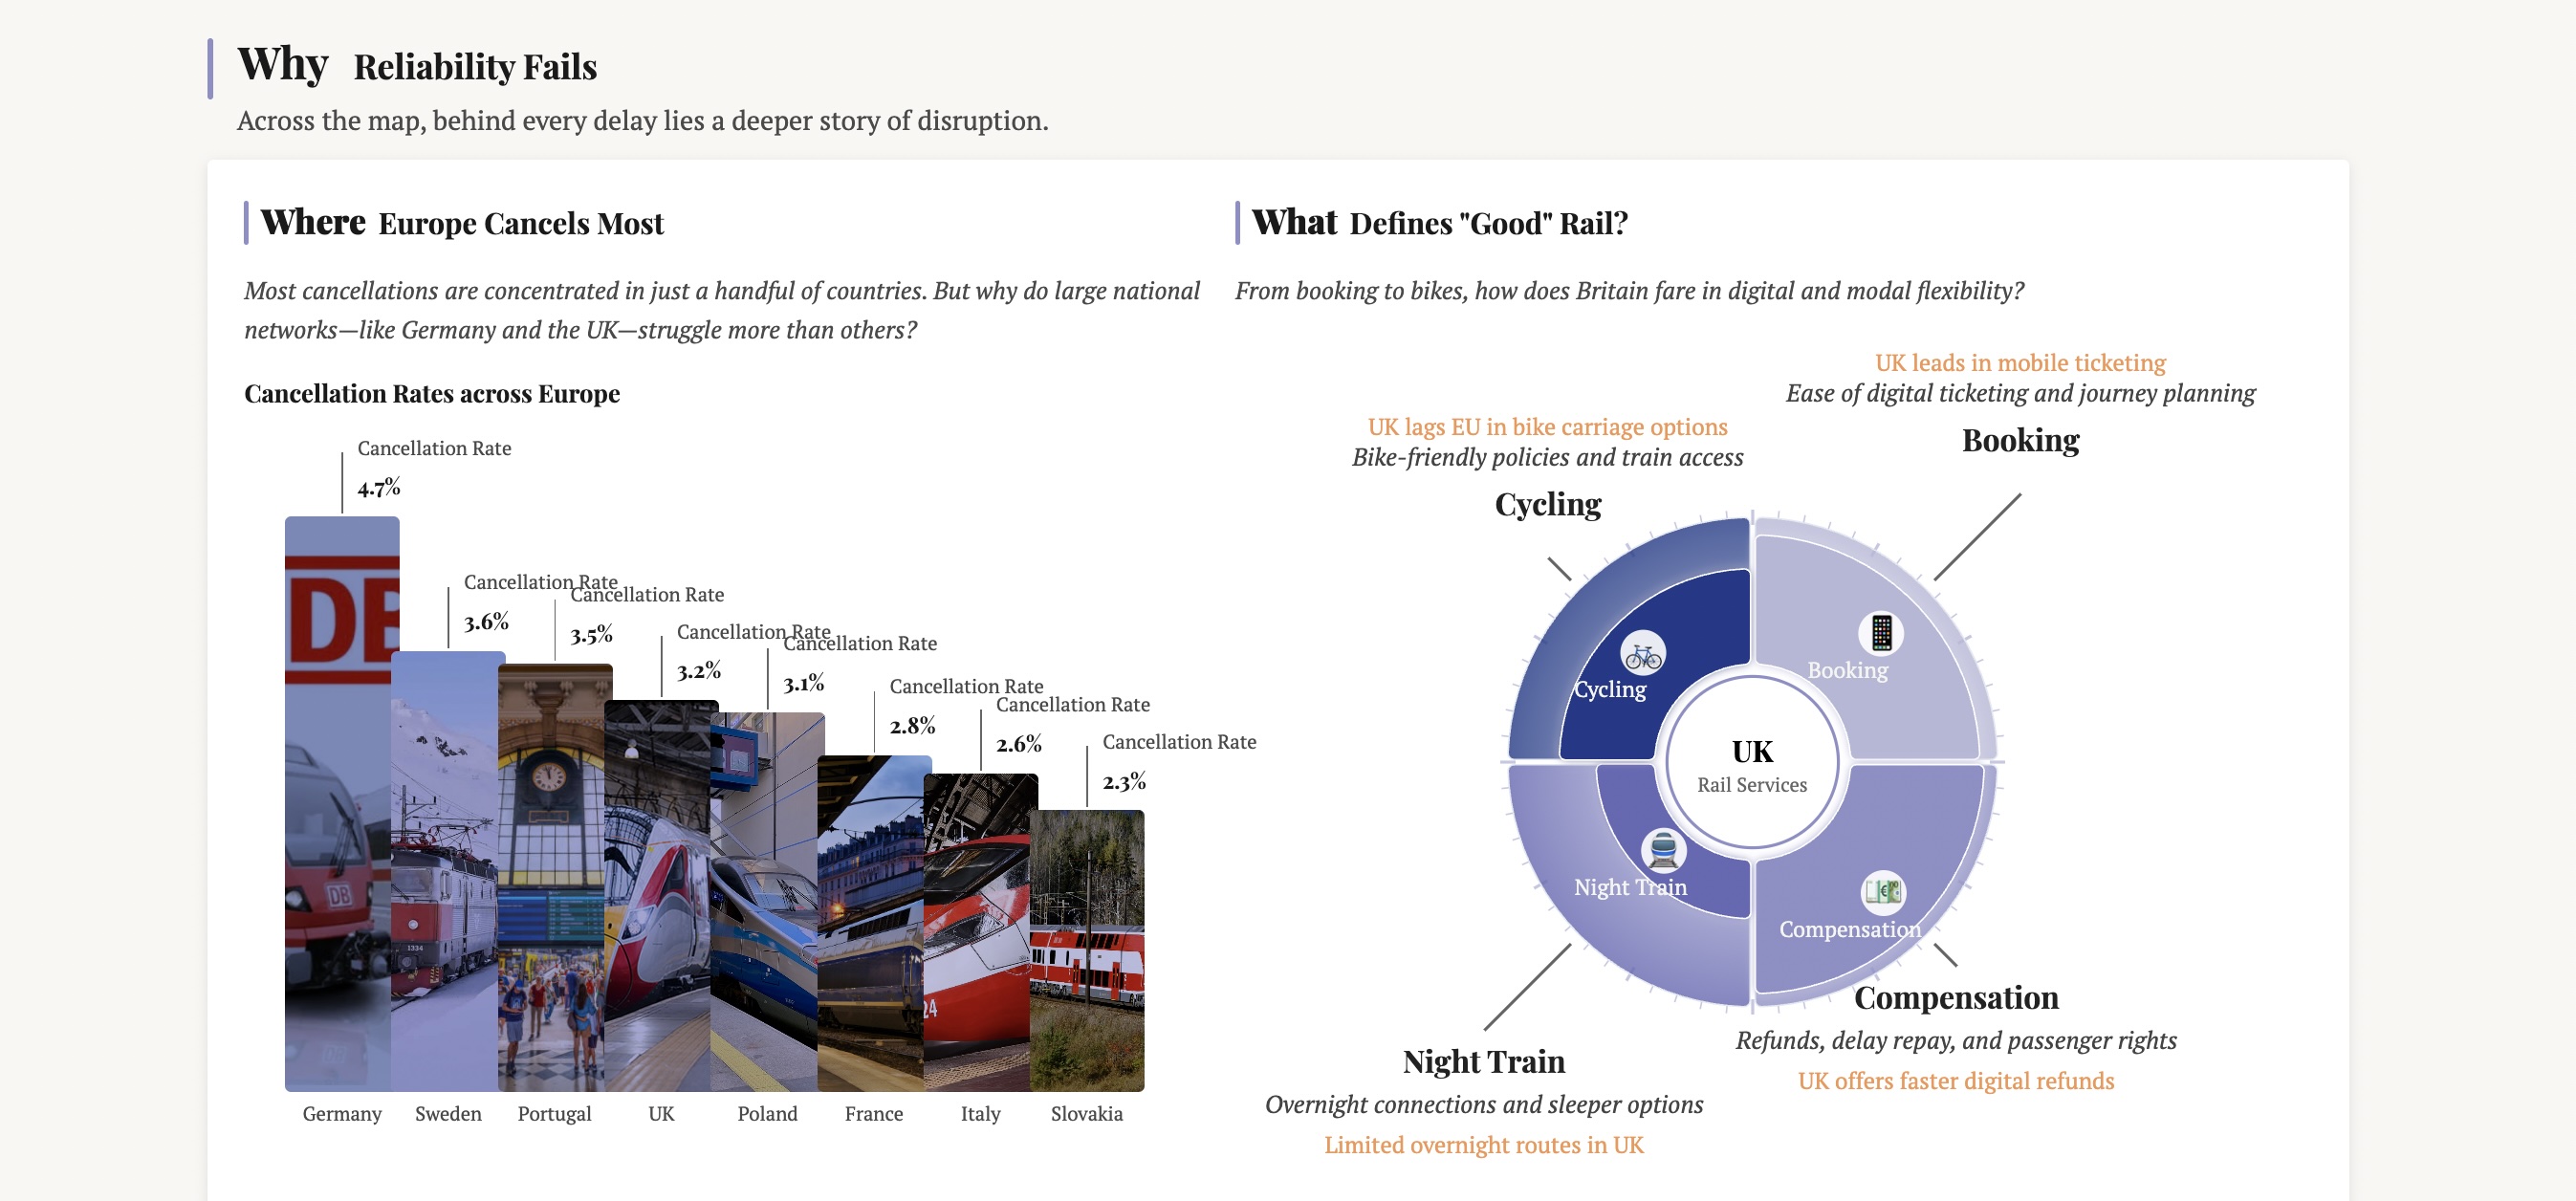 Why Reliability Fails
Across the map, behind every delay lies a deeper story of disruption.
Where Europe Cancels Most
Most cancellations are concentrated in just a handful of countries. But why do large national
networks—like Germany and the UK—struggle more than others?
Cancellation Rates across Europe
Cancellation Rate
4.7%
Cancellation Rate
3.6%
Cancellation Rate
3.5%
Cancellation Rate
3.2%
Cancellation Rate
3.1%
Cancellation Rate
2.8%
Cancellation Rate
2.6%
Cancellation Rate
2.3%
DB
DB
1334
24
Germany
Sweden
Portugal
UK
Poland
France
Italy
Slovakia
What Defines "Good" Rail?
From booking to bikes, how does Britain fare in digital and modal flexibility?
UK leads in mobile ticketing
Ease of digital ticketing and journey planning
Booking
UK lags EU in bike carriage options
Bike-friendly policies and train access
Cycling
Cycling
Booking
UK
Rail Services
Night Train
Compensation
Compensation
Refunds, delay repay, and passenger rights
UK offers faster digital refunds
Night Train
Overnight connections and sleeper options
Limited overnight routes in UK